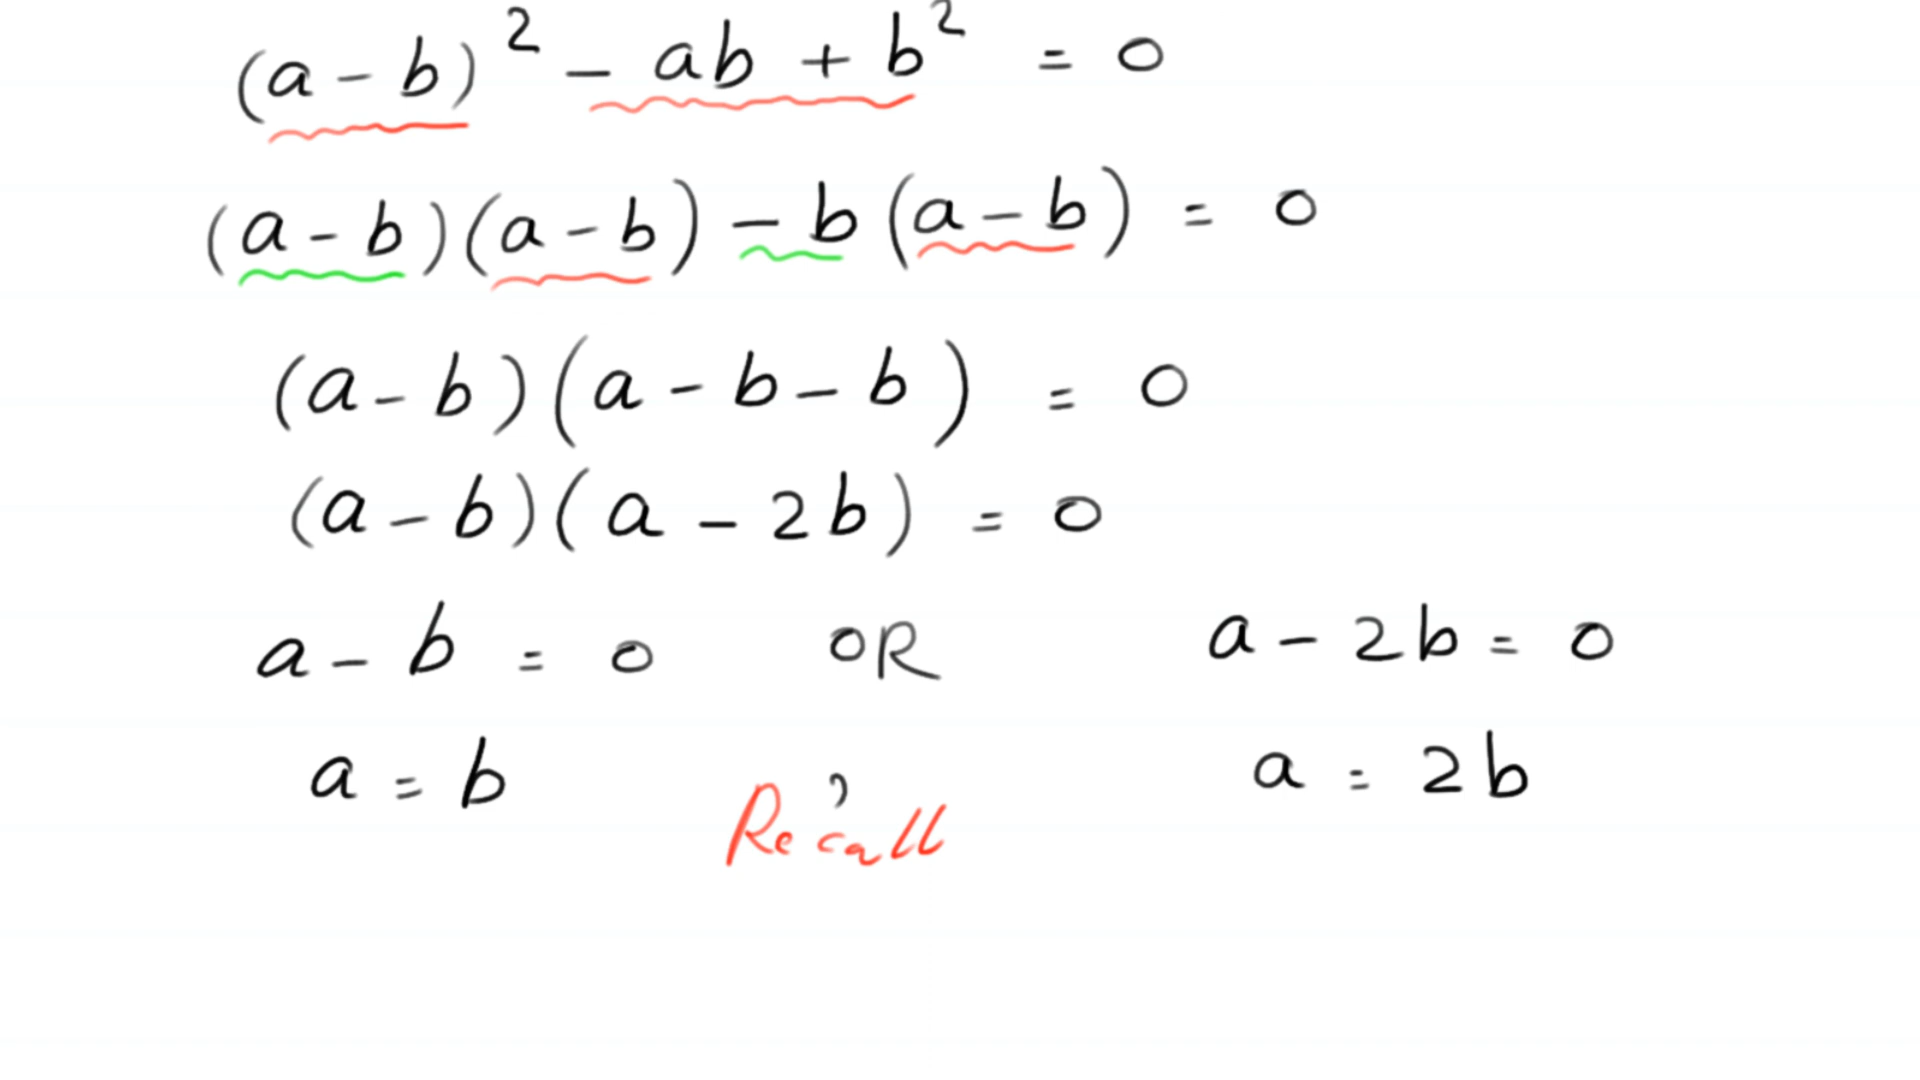 (a - b)² - ab + b² = 0
(a - b)(a - b) - b(a - b) = 0
(a - b)(a - b - b) = 0
(a - b)(a - 2b) = 0
a - b = 0 OR a - 2b = 0
a = b , a = 2b
Recall